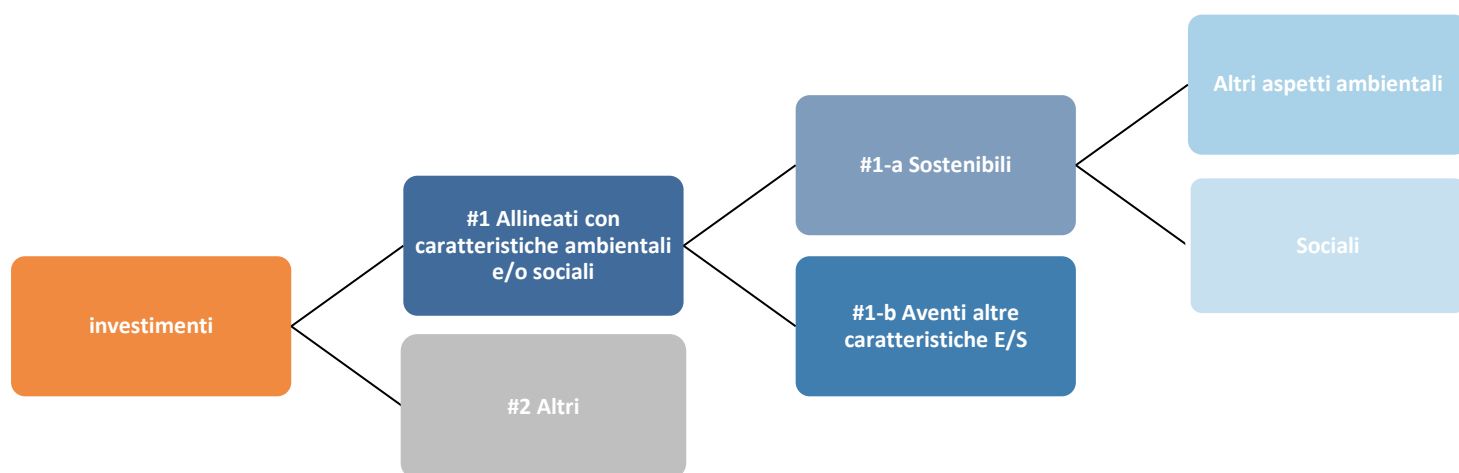 investimenti
#1 Allineati con
caratteristiche ambientali
e/o sociali
#2 Altri
#1-a Sostenibili
#1-b Aventi altre
caratteristiche E/S
Altri aspetti ambientali
Sociali